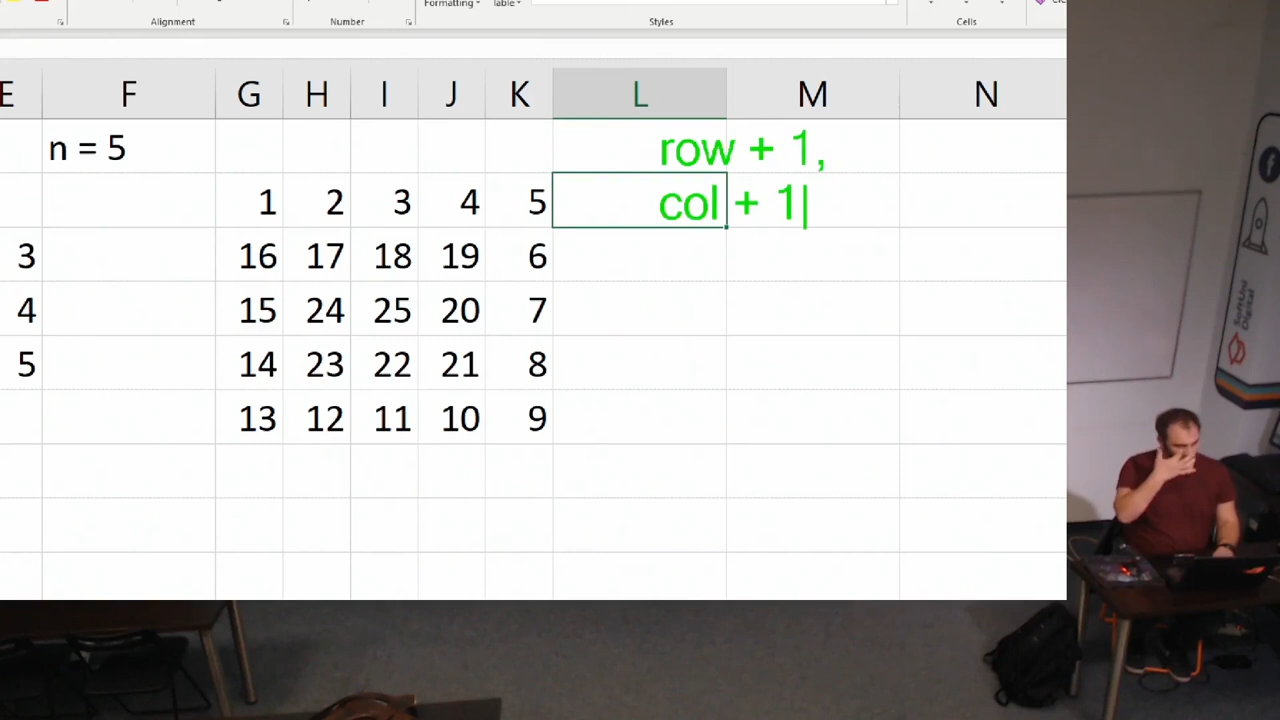 Formatting
Table
Alignment
Number
Styles
Cells
E F G H I J K L M N
n = 5
row + 1,
1 2 3 4 5
col + 1
3 16 17 18 19 6
4 15 24 25 20 7
5 14 23 22 21 8
13 12 11 10 9
SoftUni
Digital